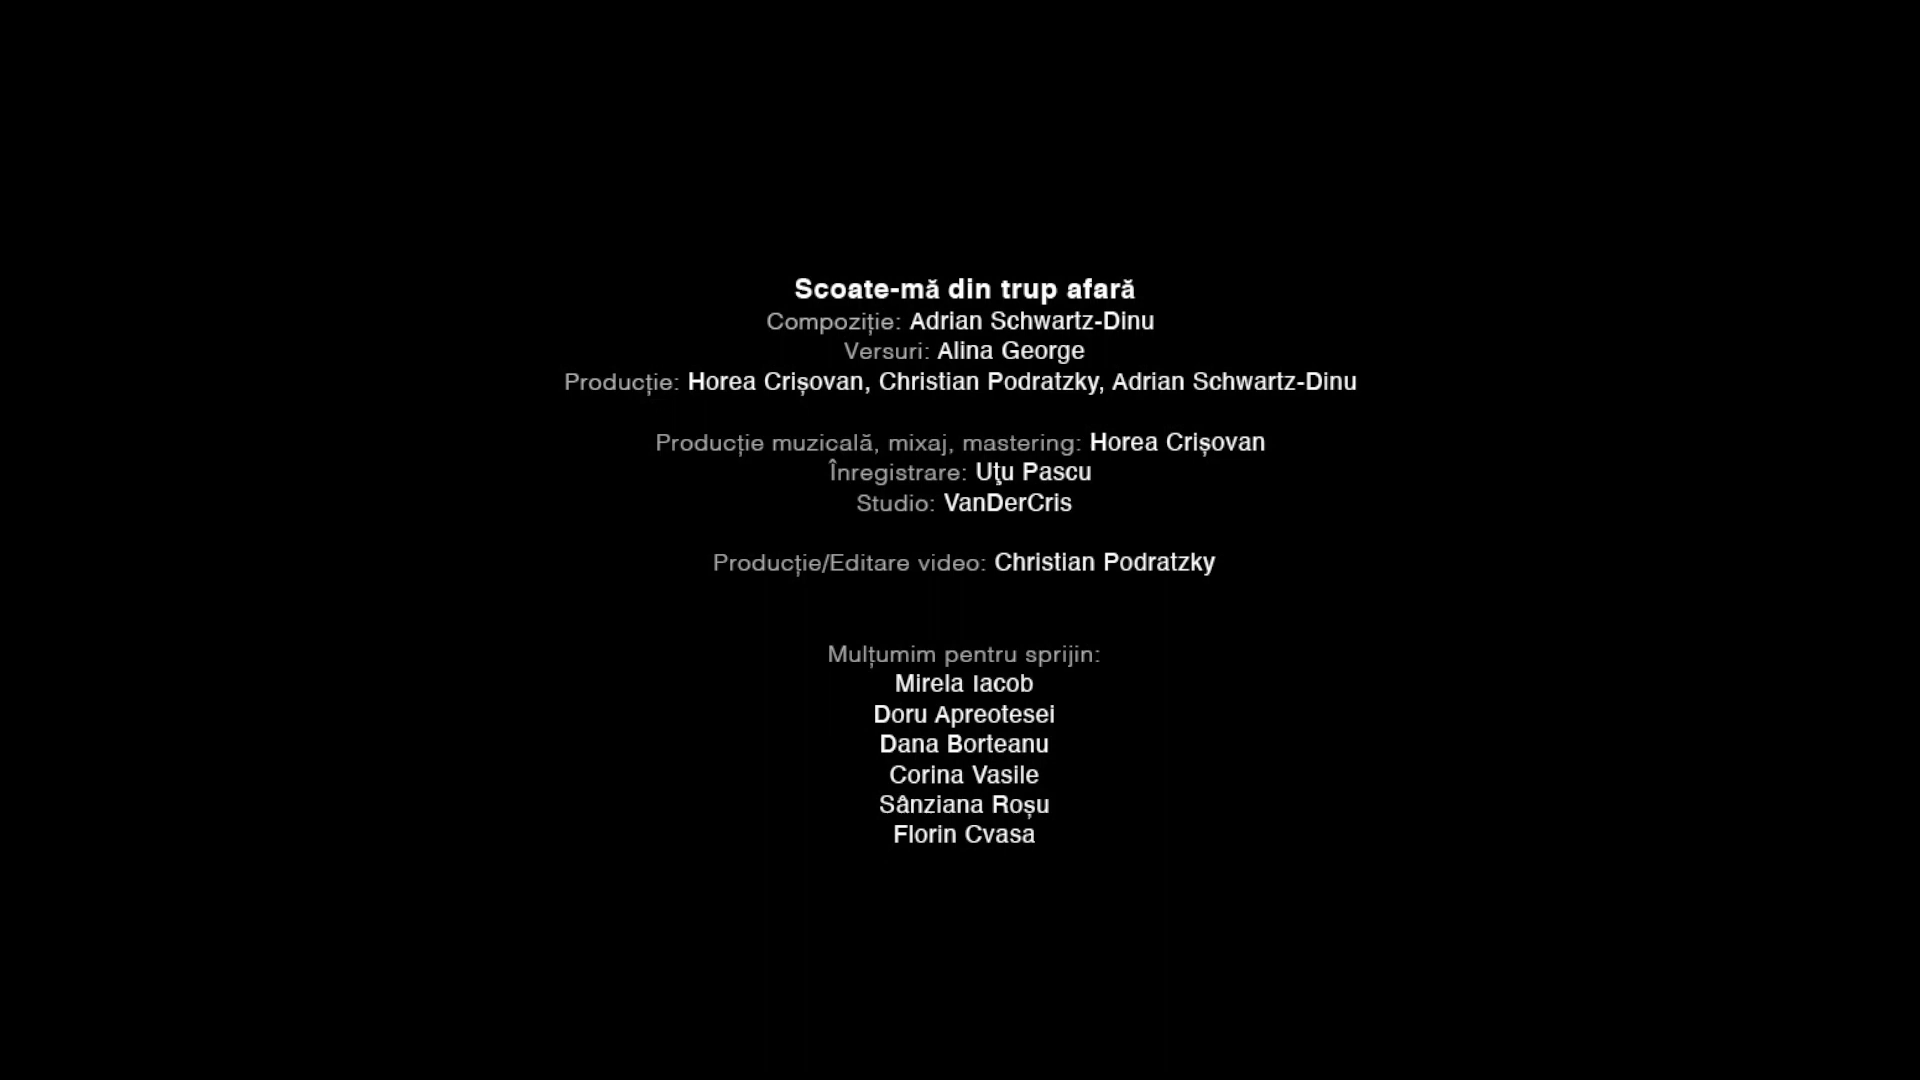 Scoate-mă din trup afară
Compoziție: Adrian Schwartz-Dinu
Versuri: Alina George
Producție: Horea Crișovan, Christian Podratzky, Adrian Schwartz-Dinu
Producție muzicală, mixaj, mastering: Horea Crișovan
Înregistrare: Uţu Pascu
Studio: VanDerCris
Producție/Editare video: Christian Podratzky
Mulțumim pentru sprijin:
Mirela Iacob
Doru Apreotesei
Dana Borteanu
Corina Vasile
Sânziana Roșu
Florin Cvasa